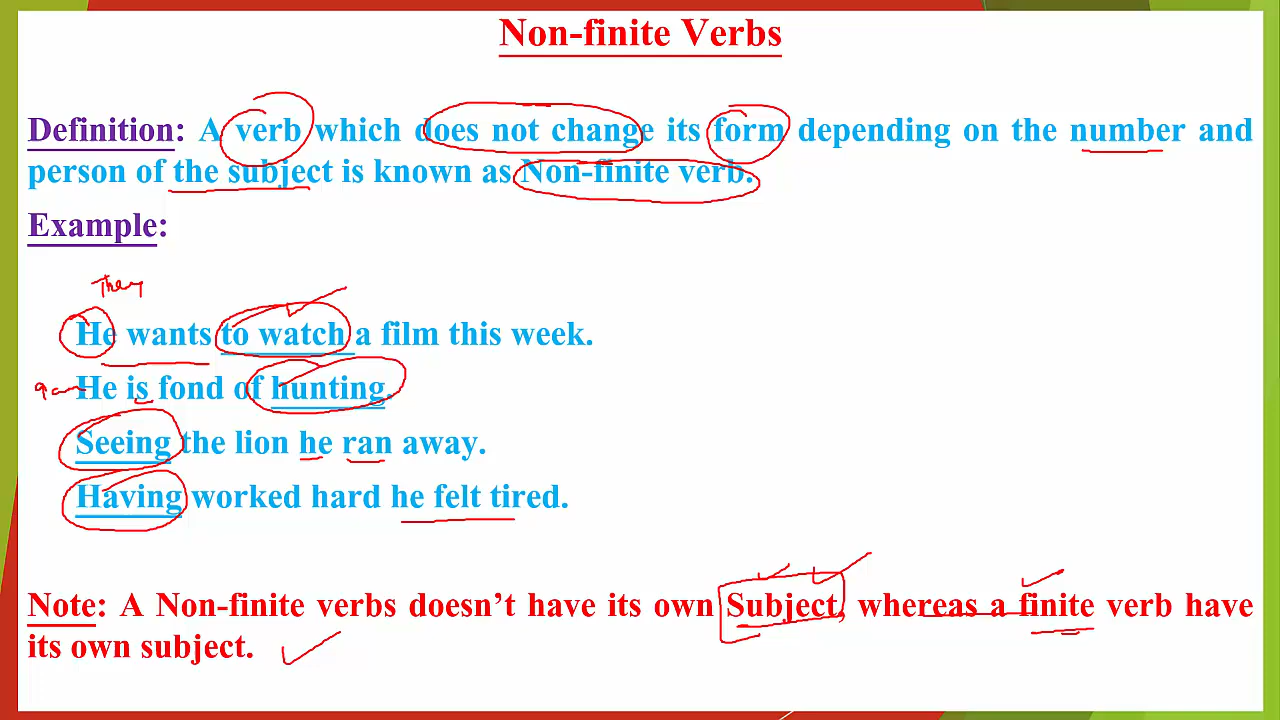 Non-finite Verbs
Definition: A verb which does not change its form depending on the number and
person of the subject is known as Non-finite verb.
Example:
They
He wants to watch a film this week.
He is fond of hunting.
Seeing the lion he ran away.
Having worked hard he felt tired.
Note: A Non-finite verbs doesn't have its own Subject, whereas a finite verb have
its own subject.